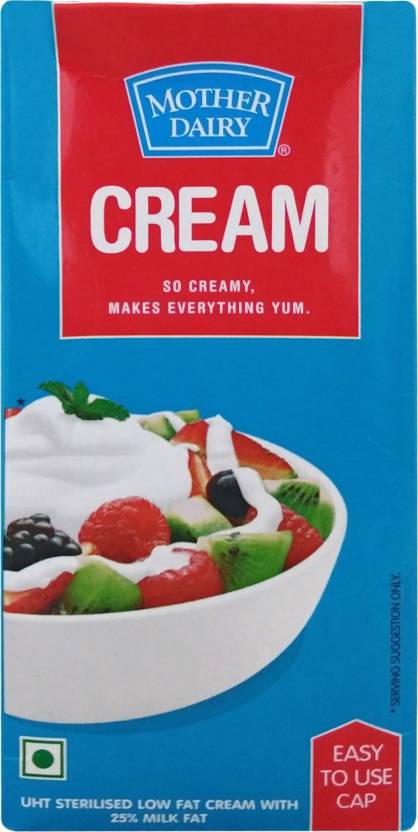 MOTHER
DAIRY
®
CREAM
SO CREAMY,
MAKES EVERYTHING YUM.
*
* SERVING SUGGESTION ONLY.
EASY
TO USE
CAP
UHT STERILISED LOW FAT CREAM WITH
25% MILK FAT